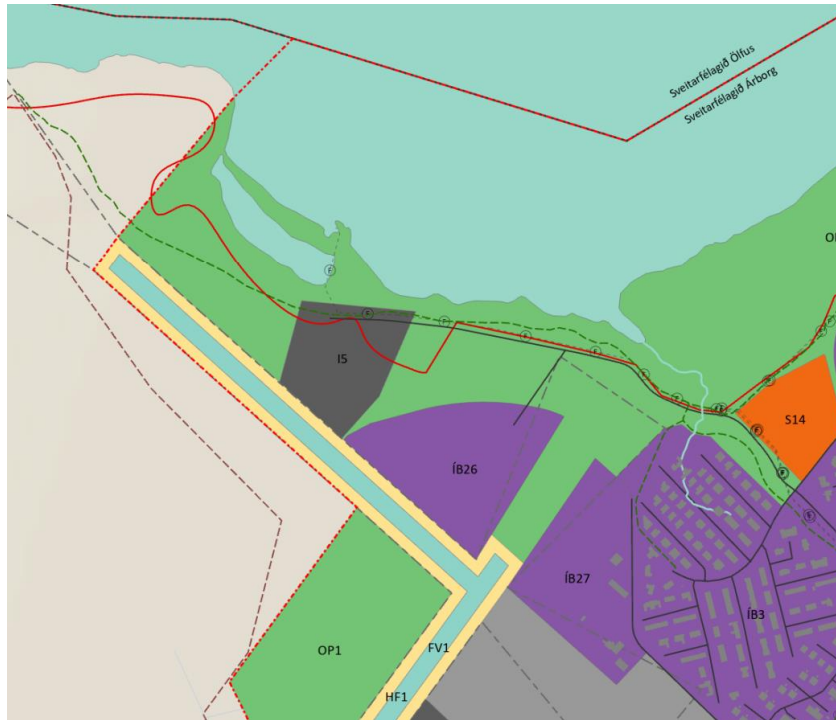 Sveitarfélagið Ölfus
Sveitarfélagið Árborg
I5
S14
ÍB26
ÍB27
ÍB3
OP1
FV1
HF1